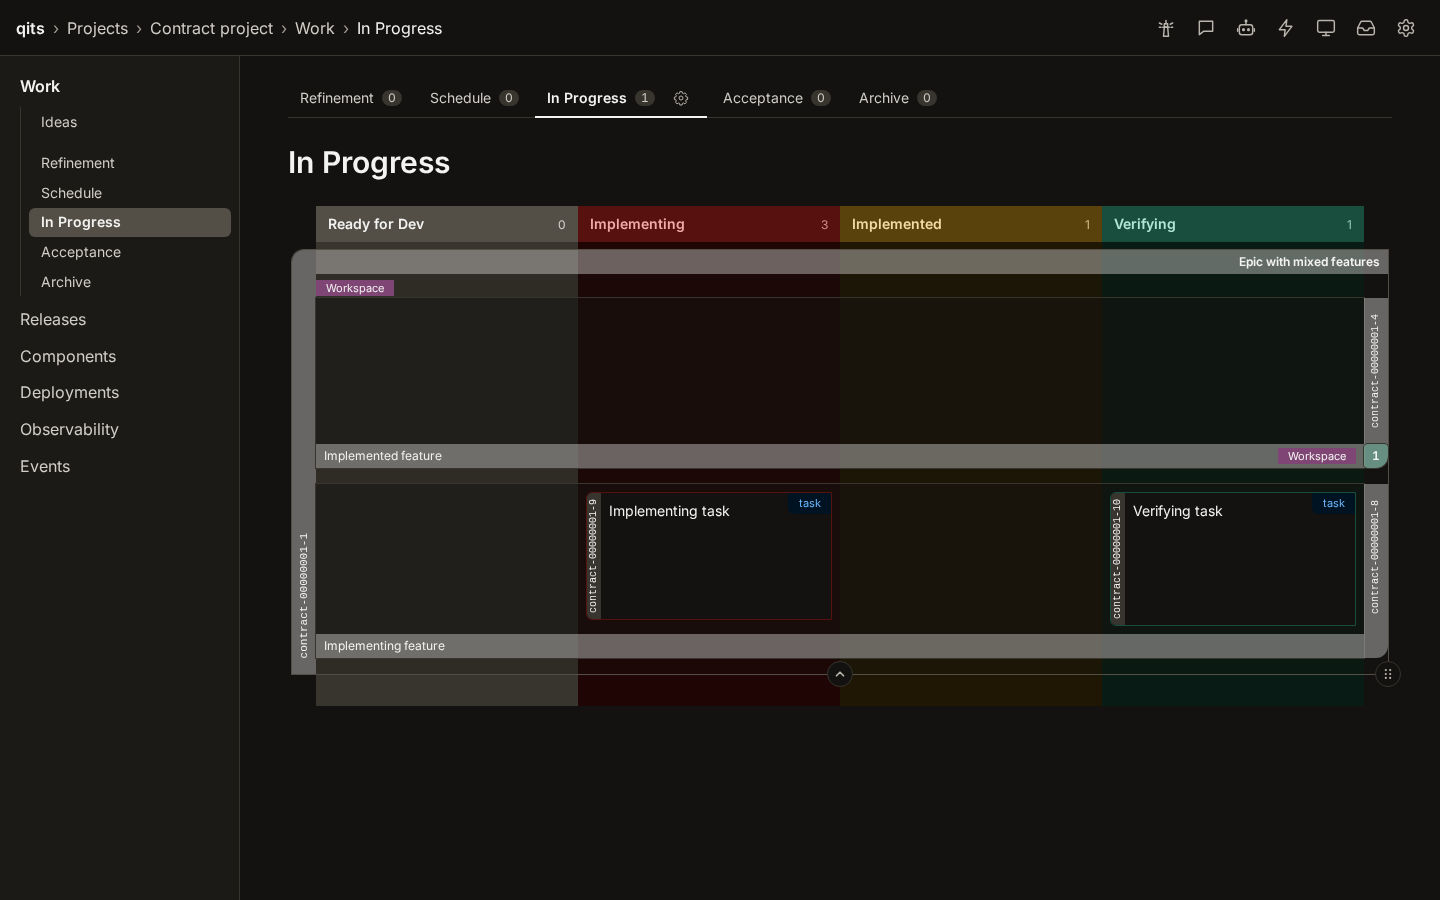 qits › Projects › Contract project › Work › In Progress
Work
Ideas
Refinement
Schedule
In Progress
Acceptance
Archive
Releases
Components
Deployments
Observability
Events
Refinement 0 Schedule 0 In Progress 1 Acceptance 0 Archive 0
In Progress
Ready for Dev 0 Implementing 3 Implemented 1 Verifying 1
Epic with mixed features
Workspace
contract-00000001-4
Implemented feature Workspace 1
contract-00000001-1
contract-00000001-9
Implementing task task
contract-00000001-10
Verifying task task
contract-00000001-8
Implementing feature